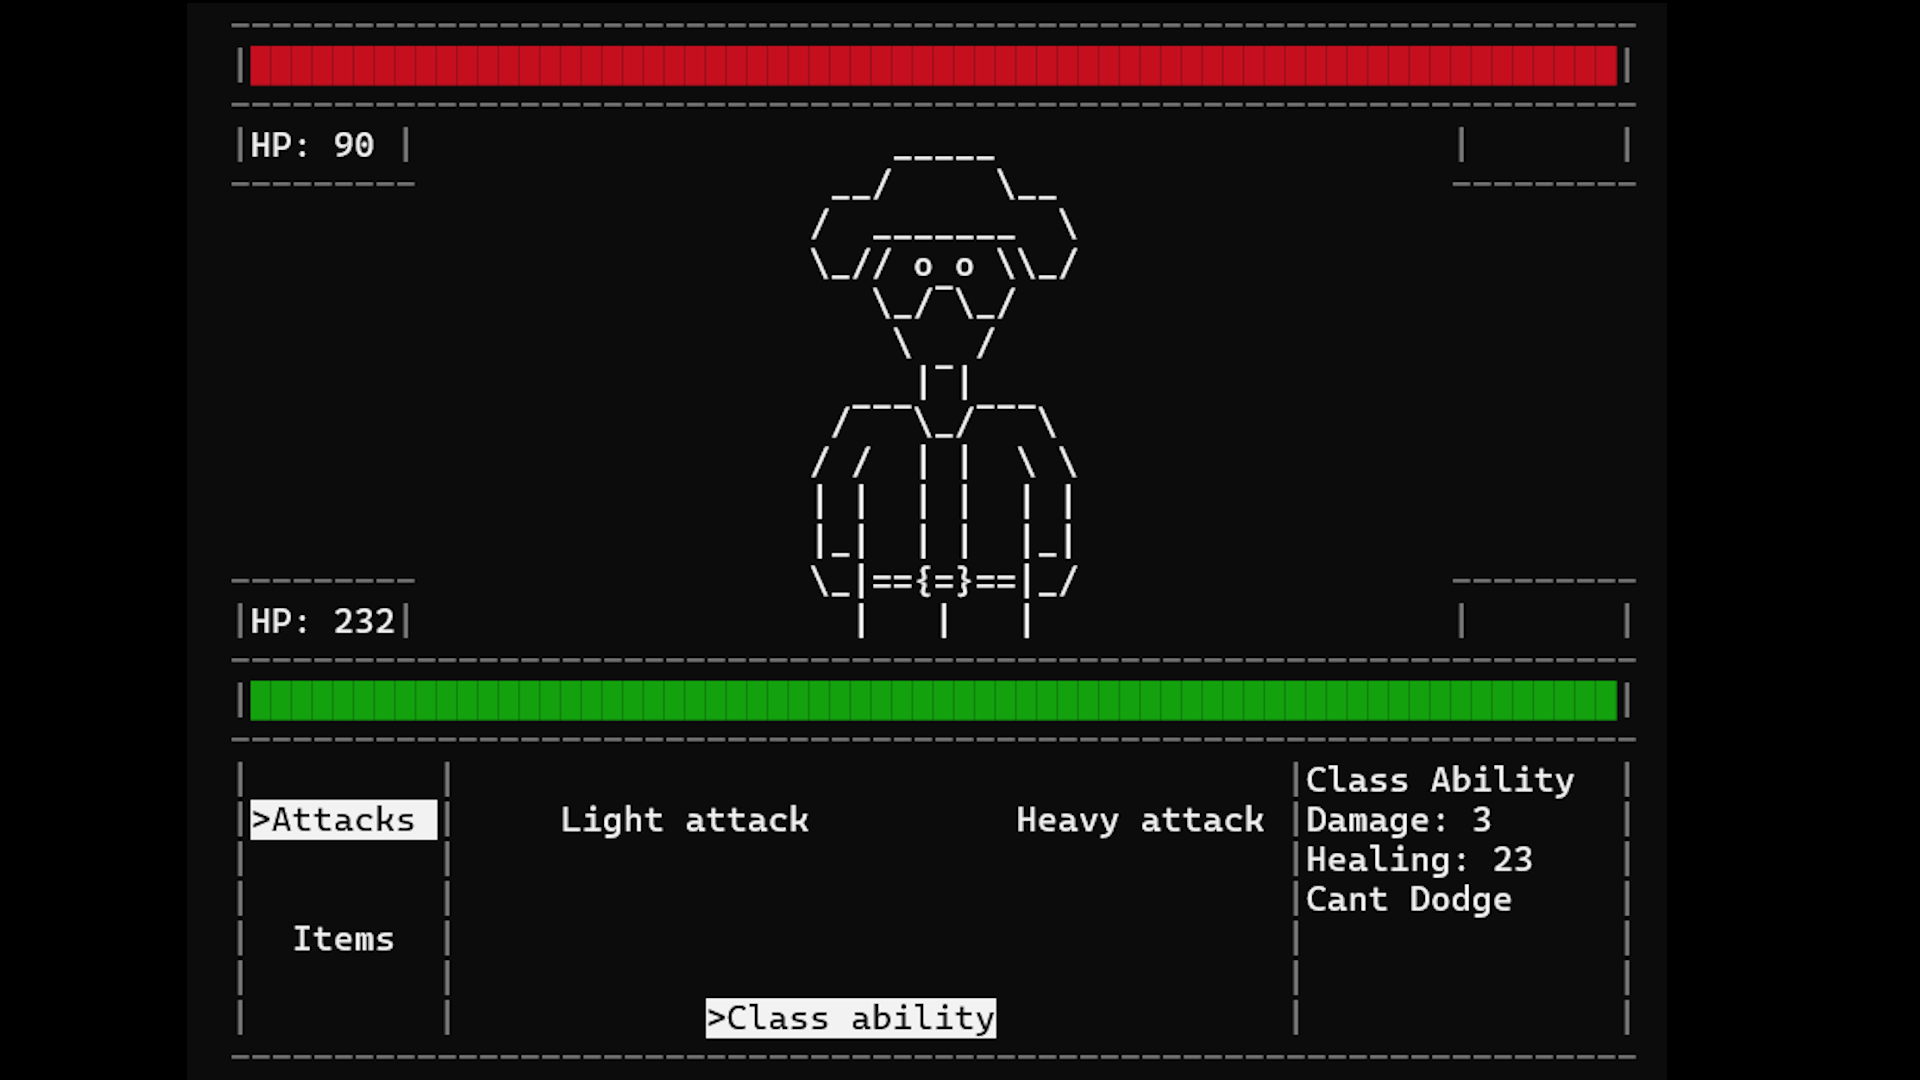 HP: 90
HP: 232
Class Ability
>Attacks Light attack Heavy attack Damage: 3
Healing: 23
Cant Dodge
Items
>Class ability